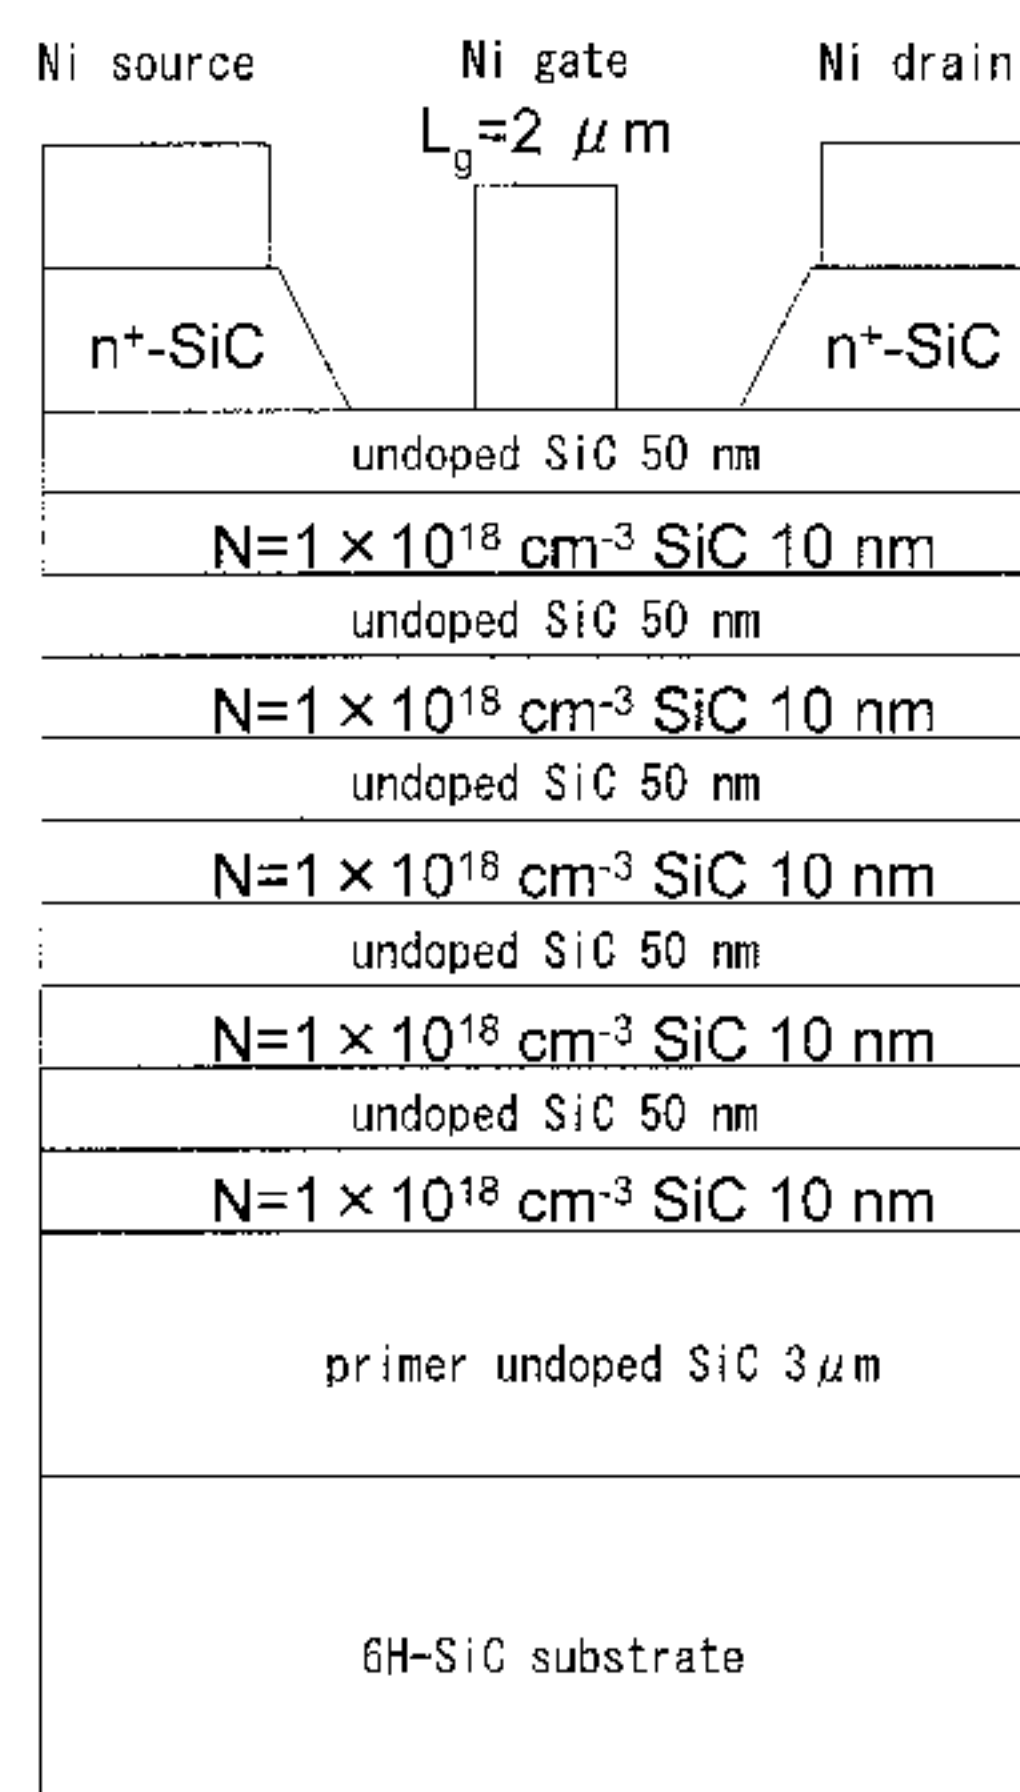 Ni source Ni gate Ni drain
Lg=2 μm
n⁺-SiC n⁺-SiC
undoped SiC 50 nm
N=1×10¹⁸ cm⁻³ SiC 10 nm
undoped SiC 50 nm
N=1×10¹⁸ cm⁻³ SiC 10 nm
undoped SiC 50 nm
N=1×10¹⁸ cm⁻³ SiC 10 nm
undoped SiC 50 nm
N=1×10¹⁸ cm⁻³ SiC 10 nm
undoped SiC 50 nm
N=1×10¹⁸ cm⁻³ SiC 10 nm
primer undoped SiC 3μm
6H-SiC substrate